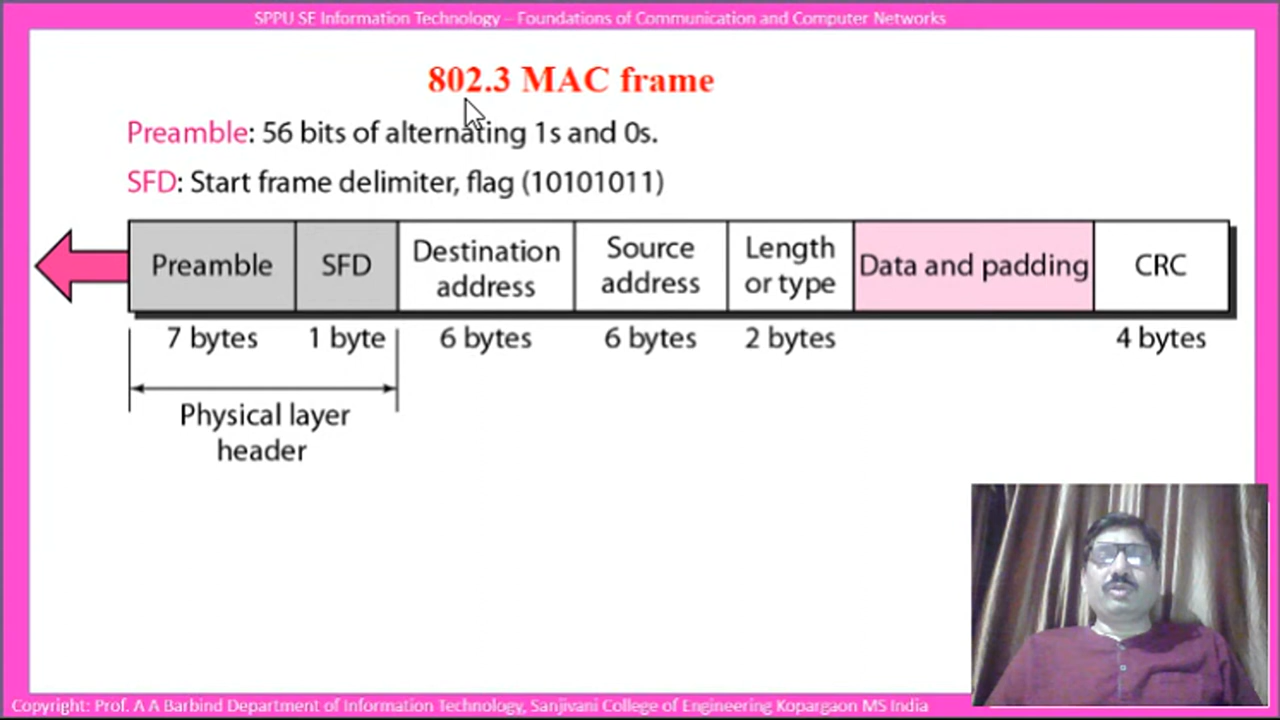 SPPU SE Information Technology – Foundations of Communication and Computer Networks
802.3 MAC frame
Preamble: 56 bits of alternating 1s and 0s.
SFD: Start frame delimiter, flag (10101011)
Preamble
SFD
Destination
address
Source
address
Length
or type
Data and padding
CRC
7 bytes
1 byte
6 bytes
6 bytes
2 bytes
4 bytes
Physical layer
header
Copyright: Prof. A A Barbind Department of Information Technology, Sanjivani College of Engineering Kopargaon MS India